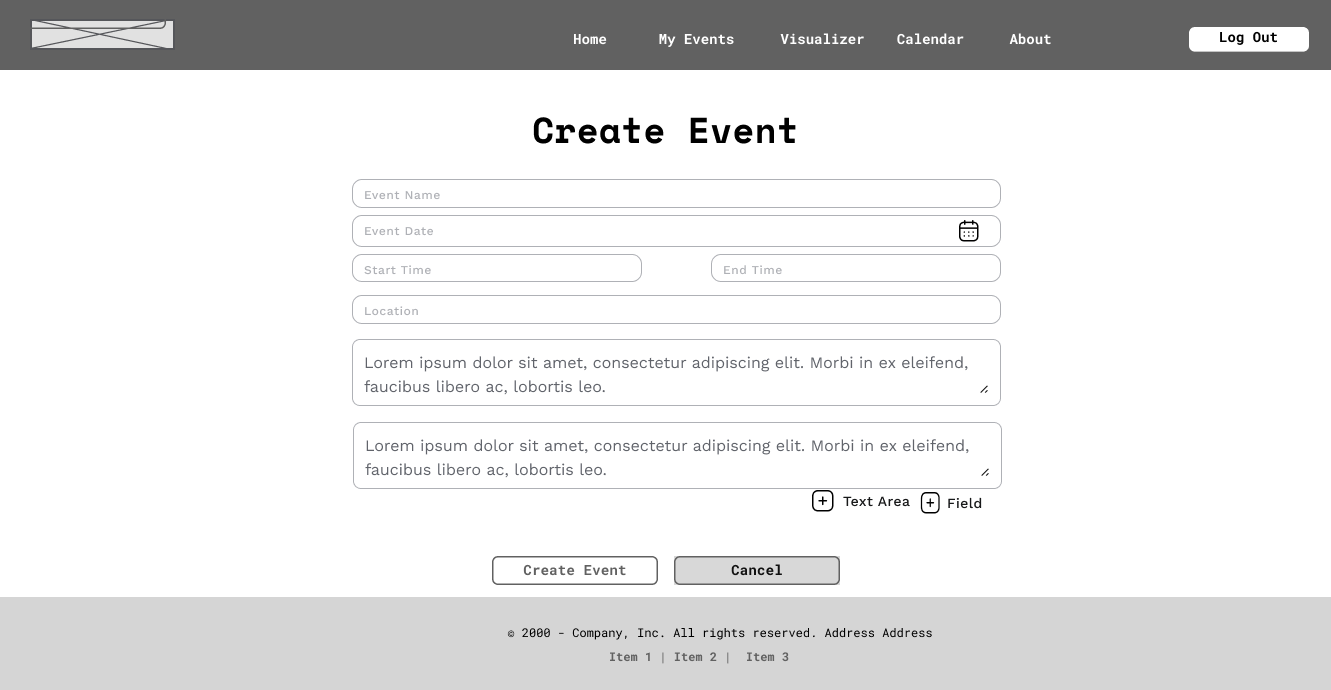 Home My Events Visualizer Calendar About Log Out
Create Event
Event Name
Event Date
Start Time End Time
Location
Lorem ipsum dolor sit amet, consectetur adipiscing elit. Morbi in ex eleifend,
faucibus libero ac, lobortis leo.
Lorem ipsum dolor sit amet, consectetur adipiscing elit. Morbi in ex eleifend,
faucibus libero ac, lobortis leo.
+ Text Area + Field
Create Event Cancel
© 2000 - Company, Inc. All rights reserved. Address Address
Item 1 | Item 2 | Item 3